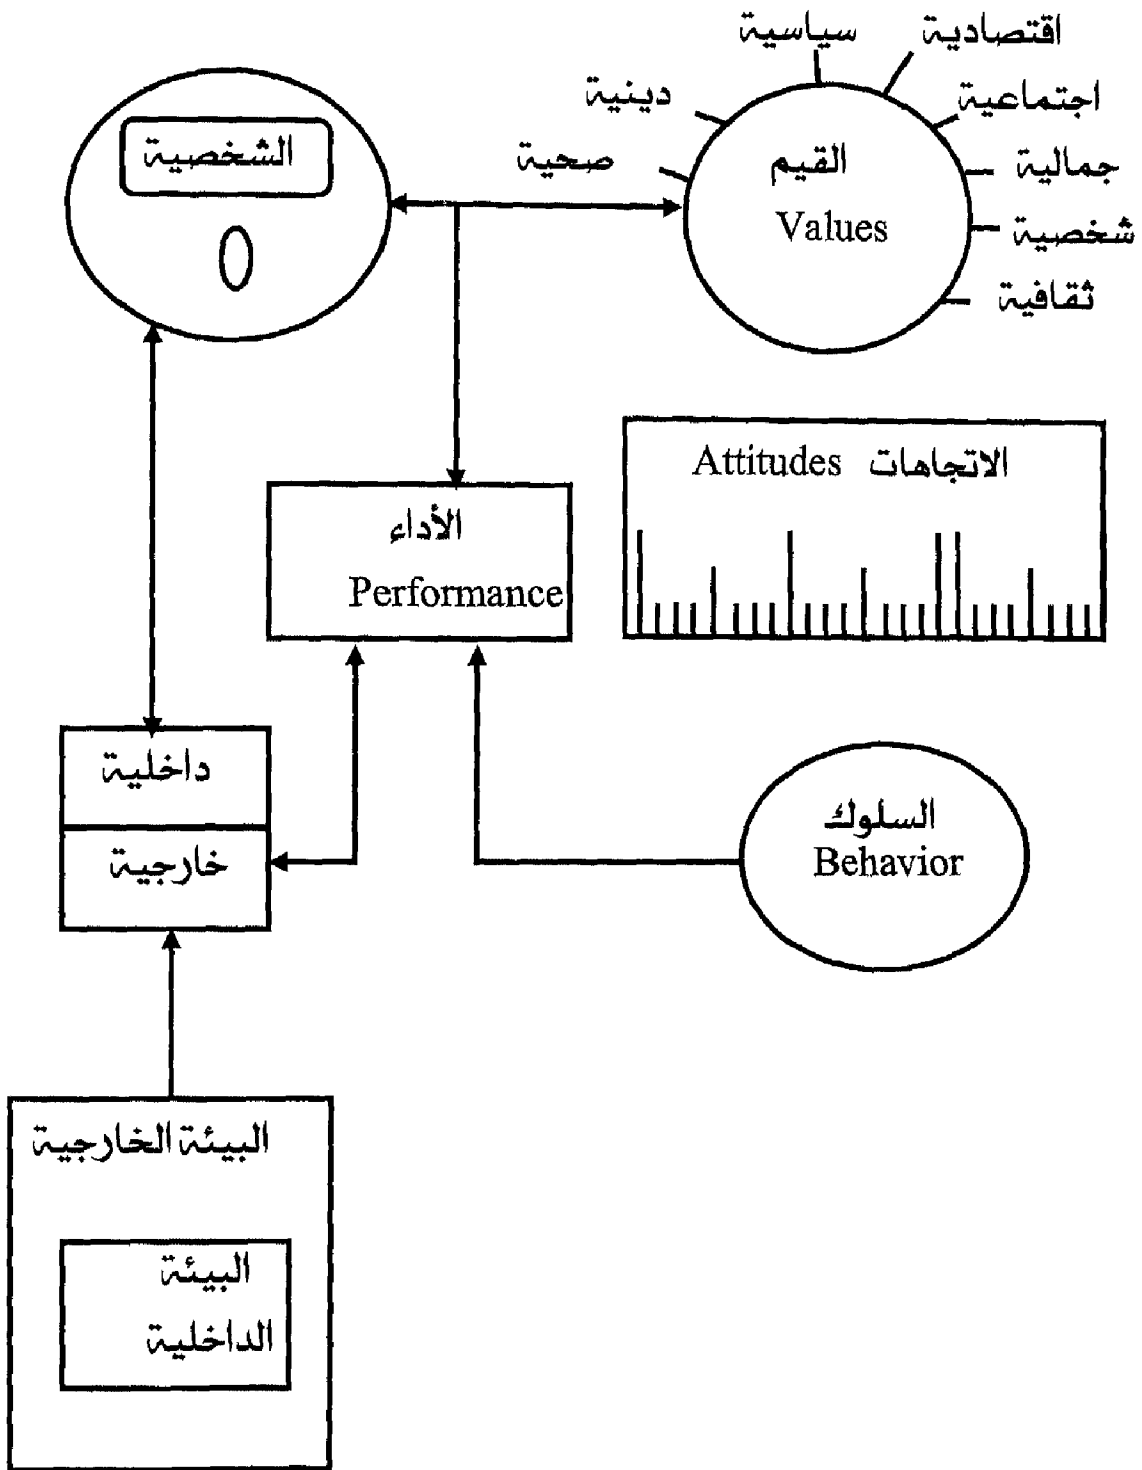 سياسية
اقتصادية
دينية
اجتماعية
صحية
جمالية
شخصية
ثقافية
القيم
Values
الشخصية
الاتجاهات Attitudes
الأداء
Performance
داخلية
خارجية
السلوك
Behavior
البيئة الخارجية
البيئة
الداخلية